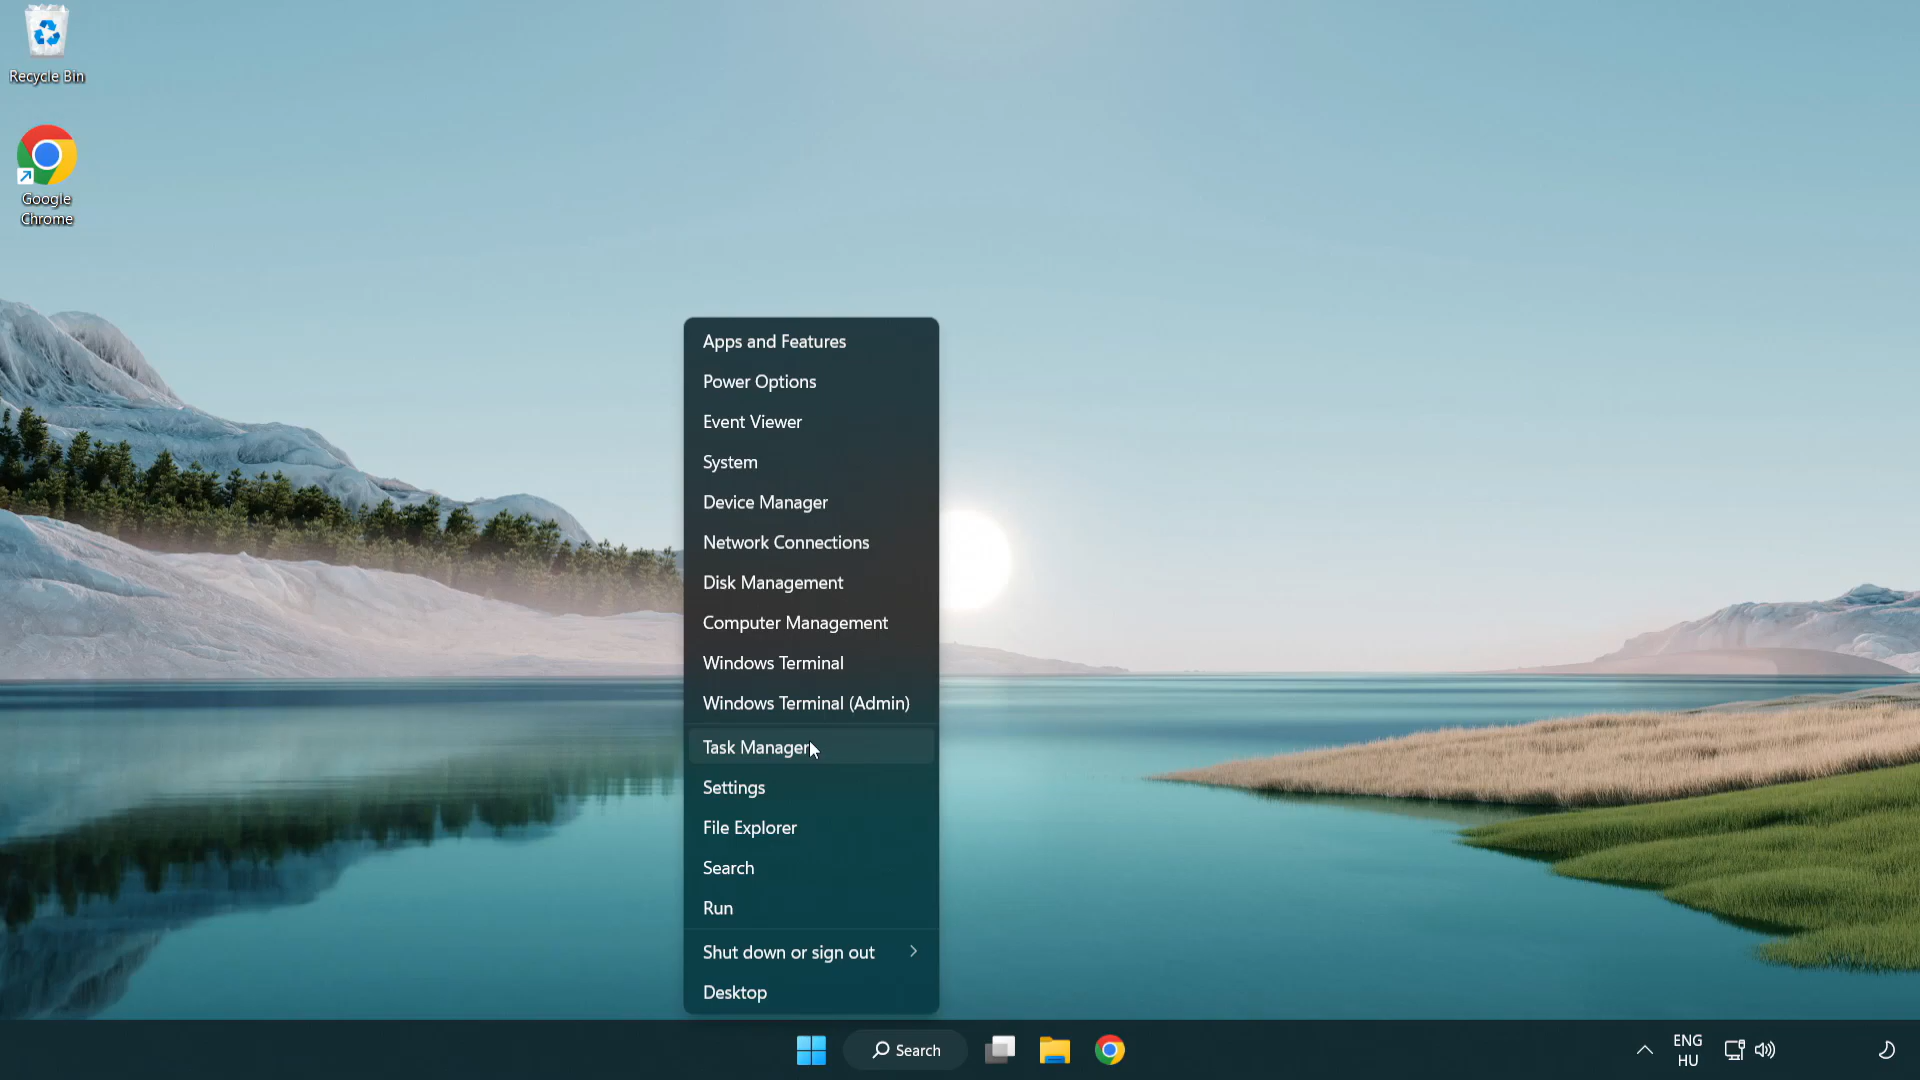 Recycle Bin
Google
Chrome
Apps and Features
Power Options
Event Viewer
System
Device Manager
Network Connections
Disk Management
Computer Management
Windows Terminal
Windows Terminal (Admin)
Task Manager
Settings
File Explorer
Search
Run
Shut down or sign out
Desktop
Search
ENG
HU